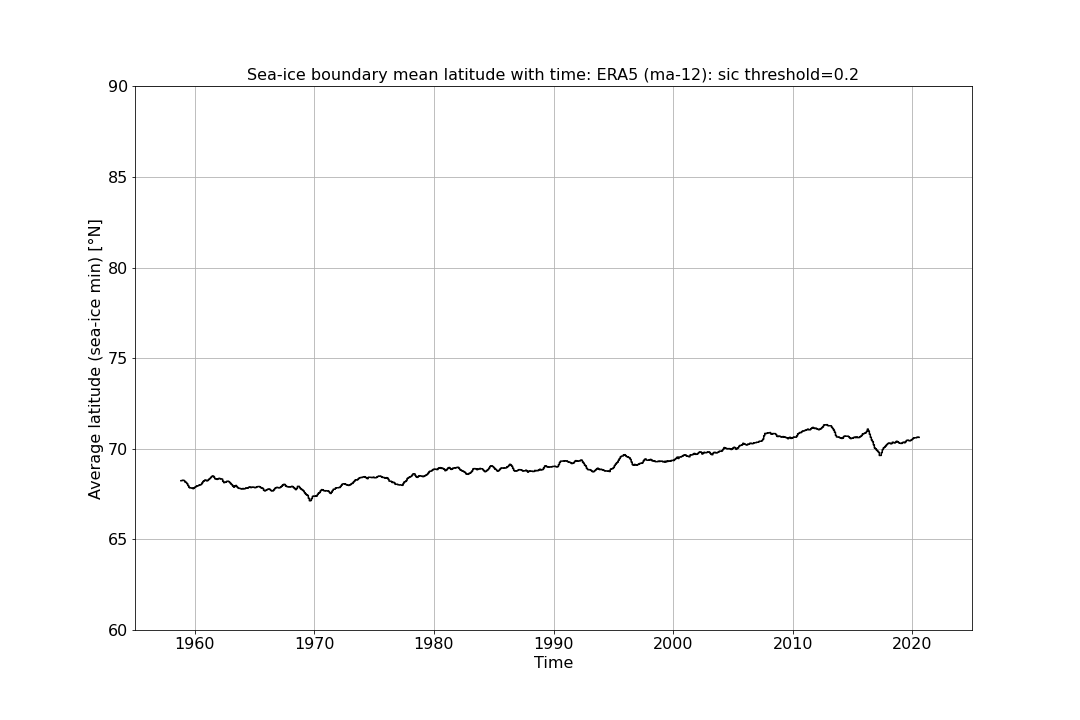 Sea-ice boundary mean latitude with time: ERA5 (ma-12): sic threshold=0.2
90
85
80
75
70
65
60
Average latitude (sea-ice min) [°N]
1960 1970 1980 1990 2000 2010 2020
Time